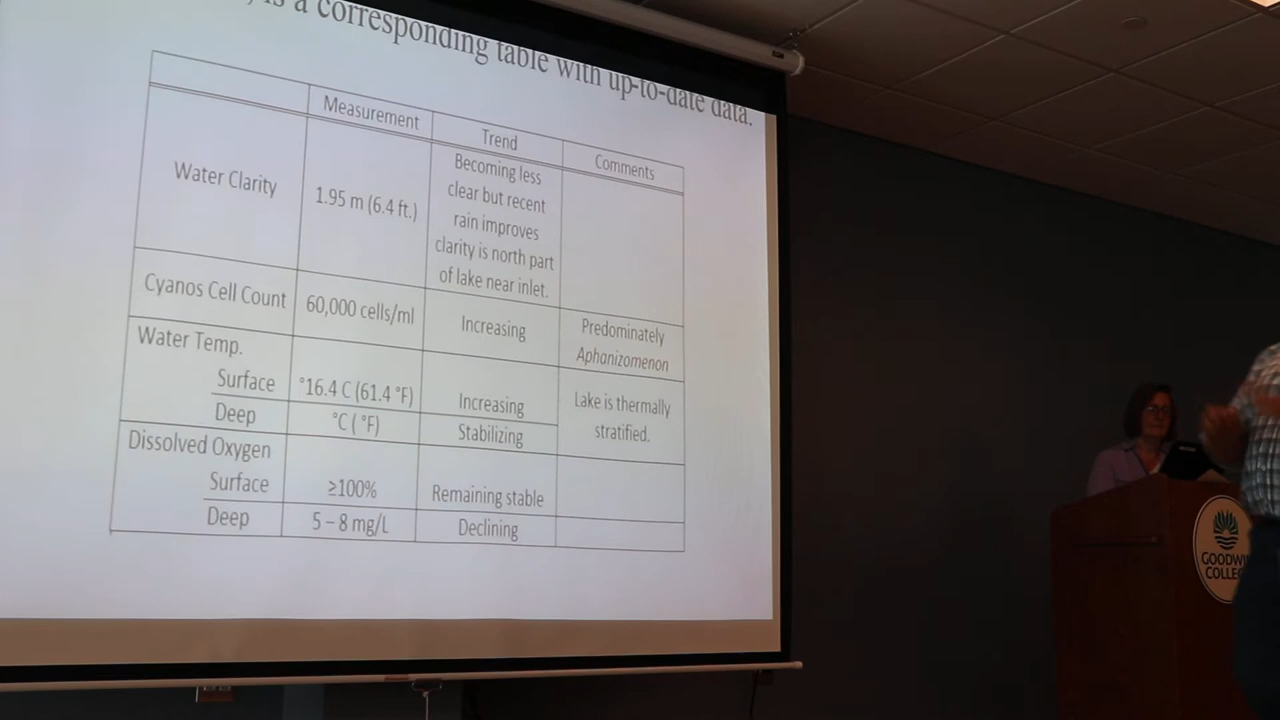 is a corresponding table with up-to-date data.
Measurement
Trend
Comments
Water Clarity
1.95 m (6.4 ft.)
Becoming less
clear but recent
rain improves
clarity is north part
of lake near inlet.
Cyanos Cell Count
60,000 cells/ml
Increasing
Predominately
Aphanizomenon
Water Temp.
Surface
°16.4 C (61.4 °F)
Increasing
Lake is thermally
stratified.
Deep
°C ( °F)
Stabilizing
Dissolved Oxygen
Surface
≥100%
Remaining stable
Deep
5 – 8 mg/L
Declining
GOODWI
COLLEG